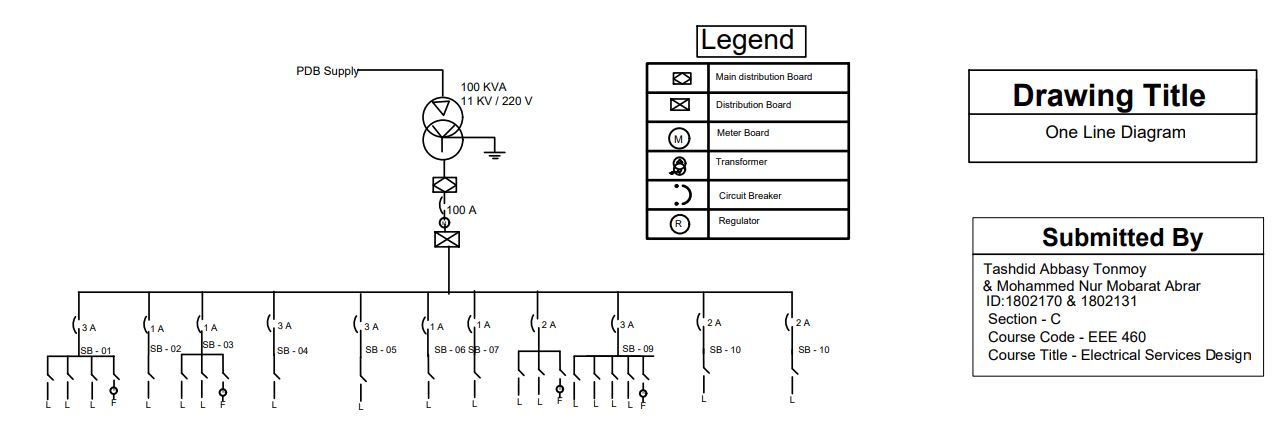 PDB Supply
100 KVA
11 KV / 220 V
100 A
3 A
1 A
1 A
3 A
3 A
1 A
1 A
2 A
3 A
2 A
2 A
SB - 01
SB - 02
SB - 03
SB - 04
SB - 05
SB - 06
SB - 07
SB - 09
SB - 10
SB - 10
L
L
L
F
L
L
L
F
L
L
L
L
L
L
F
L
L
L
L
F
L
L
Legend
Main distribution Board
Distribution Board
M
Meter Board
Transformer
Circuit Breaker
R
Regulator
Drawing Title
One Line Diagram
Submitted By
Tashdid Abbasy Tonmoy
& Mohammed Nur Mobarat Abrar
ID:1802170 & 1802131
Section - C
Course Code - EEE 460
Course Title - Electrical Services Design